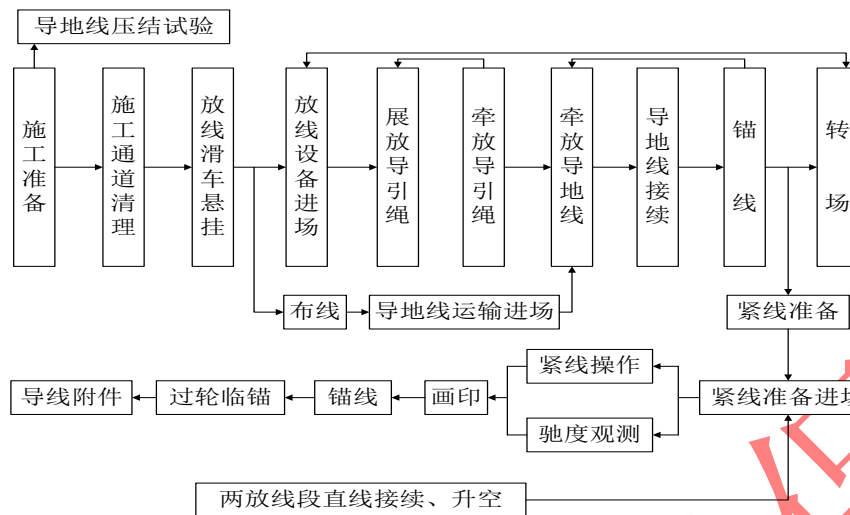 导地线压结试验
施工准备
施工通道清理
放线滑车悬挂
放线设备进场
展放导引绳
牵放导引绳
牵放导地线
导地线接续
锚线
转场
布线
导地线运输进场
紧线准备
紧线操作
导线附件
过轮临锚
锚线
画印
紧线准备进场
驰度观测
两放线段直线接续、升空